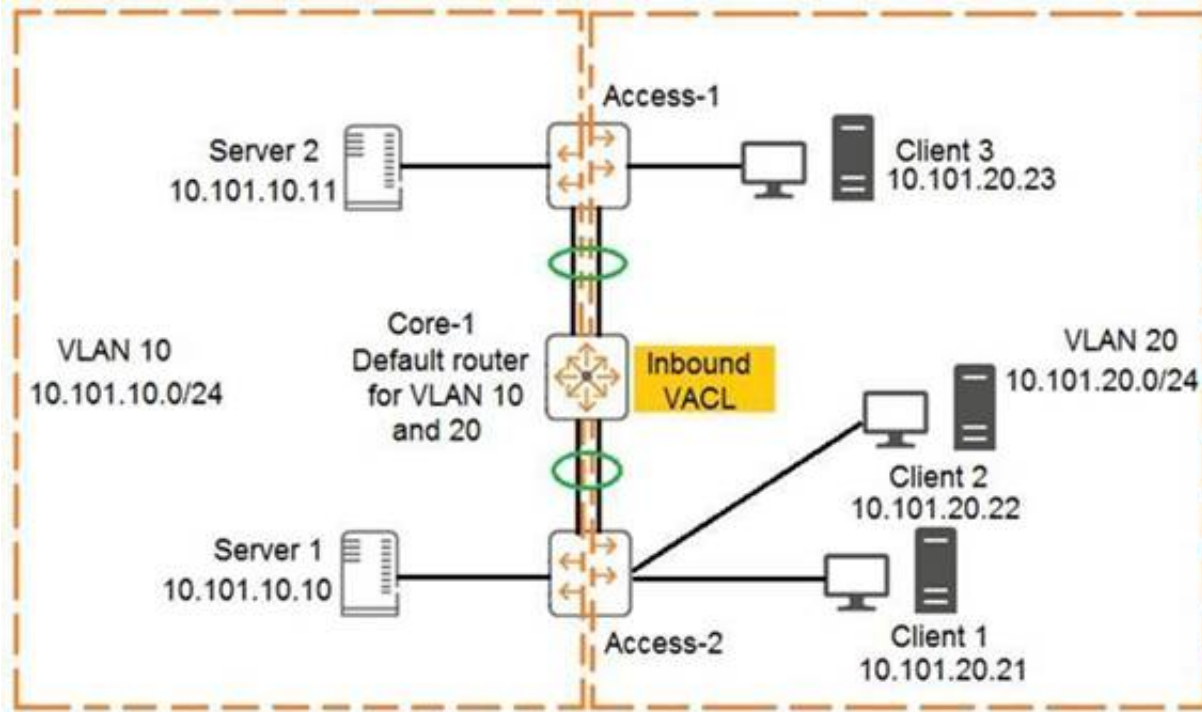 Access-1
Server 2
10.101.10.11
Client 3
10.101.20.23
VLAN 10
10.101.10.0/24
Core-1
Default router
for VLAN 10
and 20
Inbound
VACL
VLAN 20
10.101.20.0/24
Client 2
10.101.20.22
Server 1
10.101.10.10
Access-2
Client 1
10.101.20.21